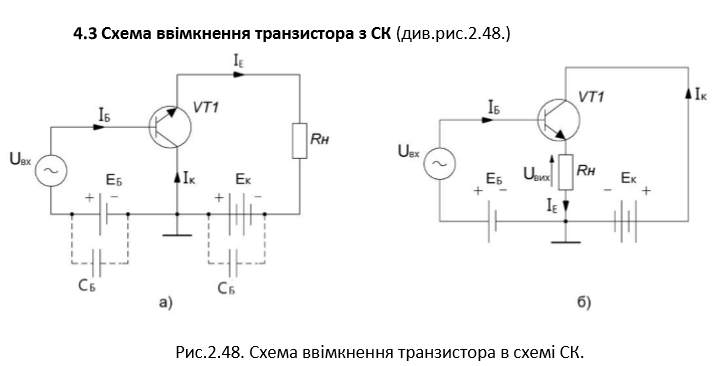 4.3 Схема ввімкнення транзистора з СК (див.рис.2.48.)
IЕ
IБ
VT1
Uвх
Rн
EБ
IК
EК
+ −
+ −
CБ
CБ
а)
IБ
VT1
Iк
Uвх
EБ
Uвих
Rн
Eк
+ −
− +
IЕ
б)
Рис.2.48. Схема ввімкнення транзистора в схемі СК.